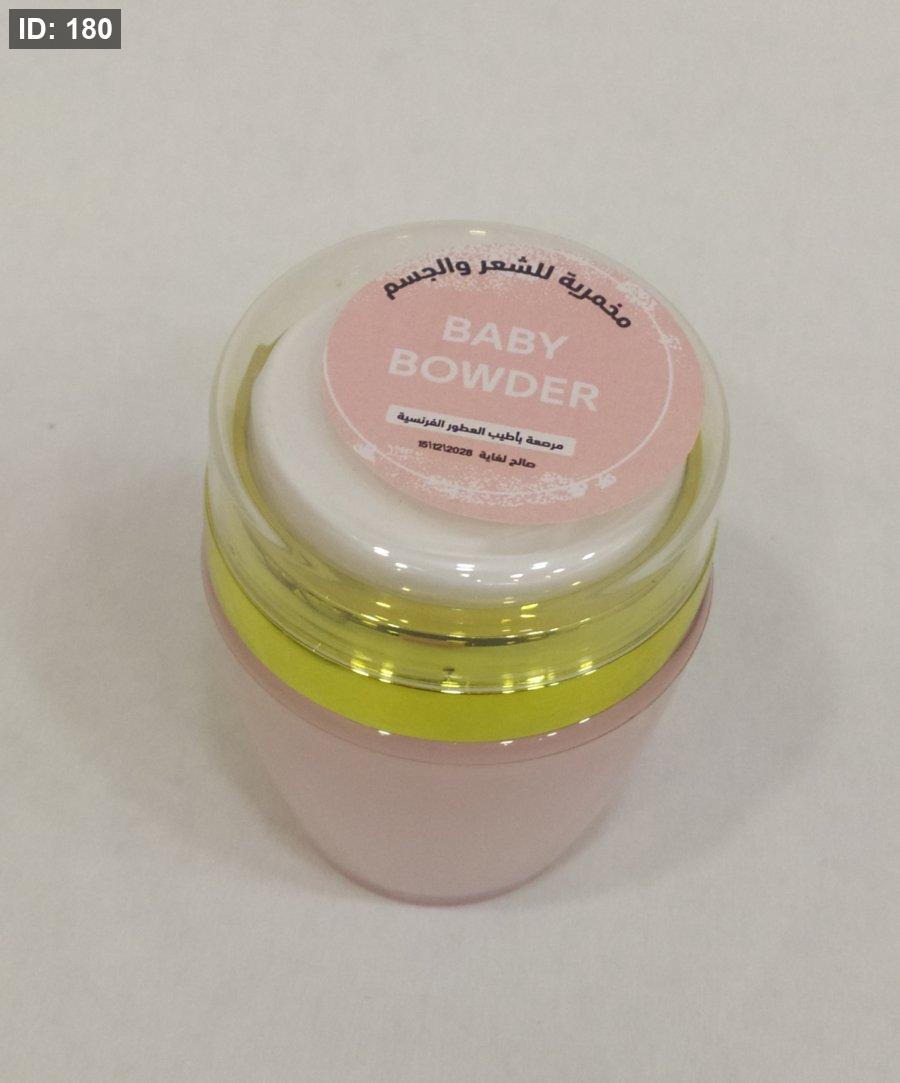 ID: 180
مخمرية للشعر والجسم
BABY
BOWDER
مرصعة بأطيب العطور الفرنسية
صالح لغاية 15\12\2028